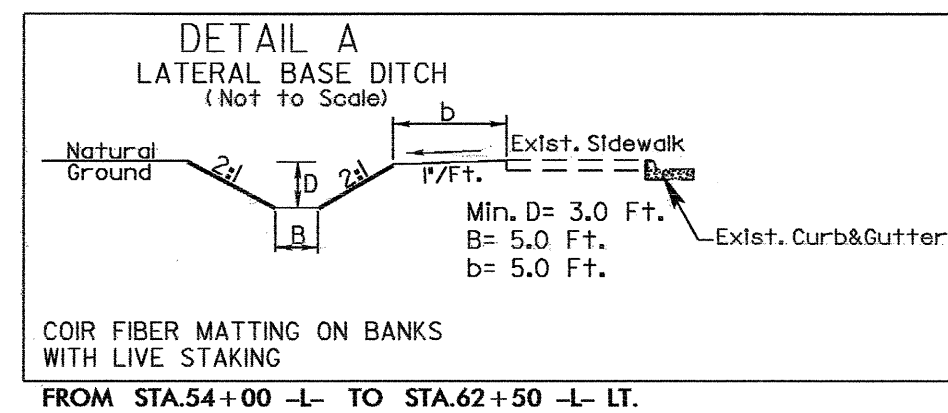 DETAIL A
LATERAL BASE DITCH
(Not to Scale)
b
Natural
Ground
2:1
D
2:1
1"/Ft.
Exist. Sidewalk
B
Min. D= 3.0 Ft.
B= 5.0 Ft.
b= 5.0 Ft.
Exist. Curb&Gutter
COIR FIBER MATTING ON BANKS
WITH LIVE STAKING
FROM STA.54+00 -L- TO STA.62+50 -L- LT.